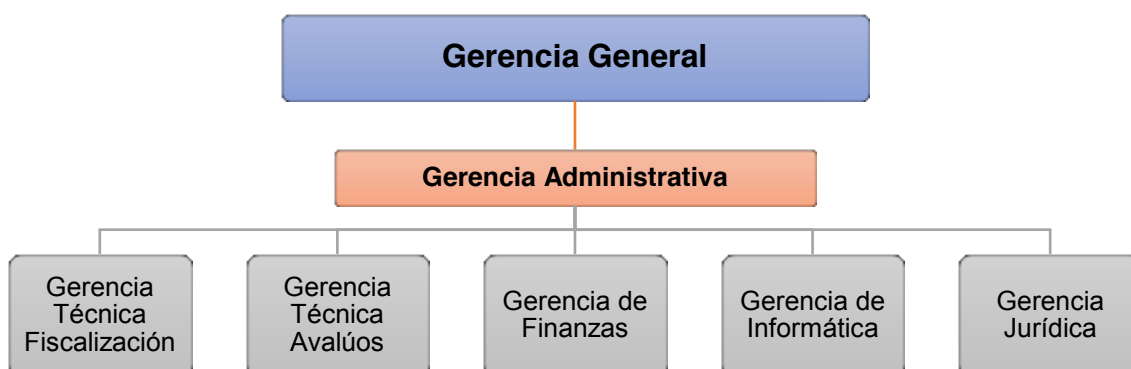 Gerencia General
Gerencia Administrativa
Gerencia
Técnica
Fiscalización
Gerencia
Técnica
Avalúos
Gerencia de
Finanzas
Gerencia de
Informática
Gerencia
Jurídica